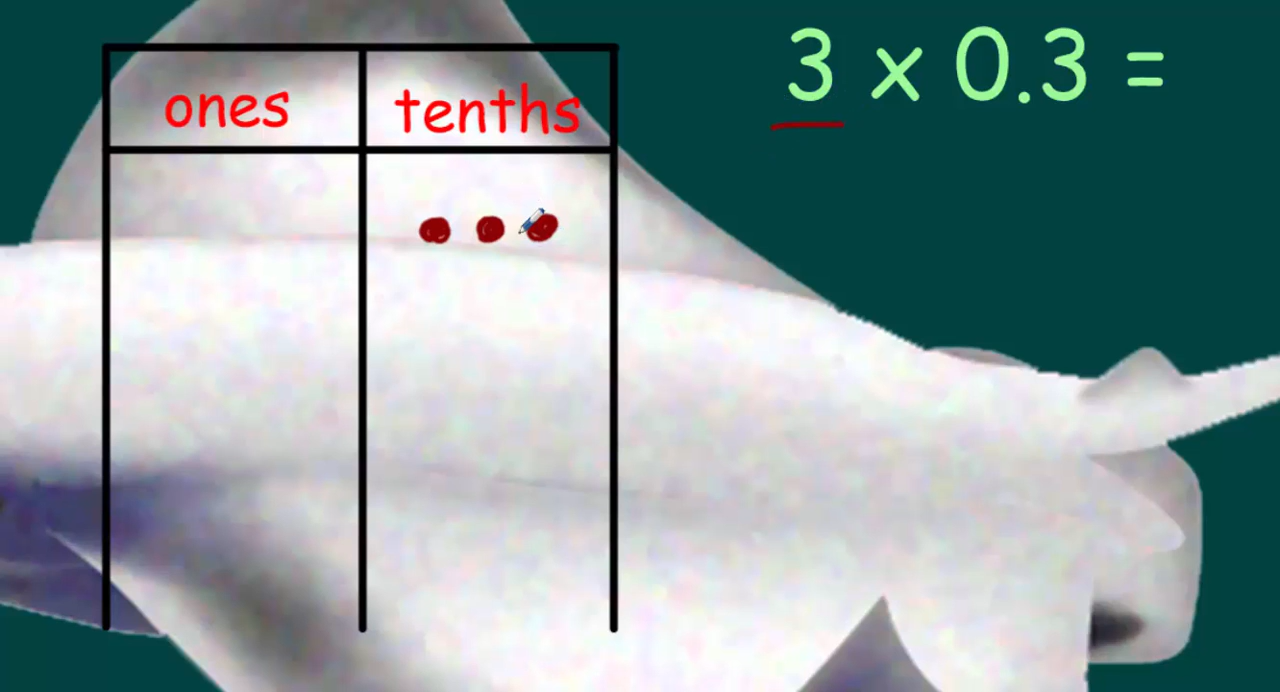 3 x 0.3 =
ones tenths